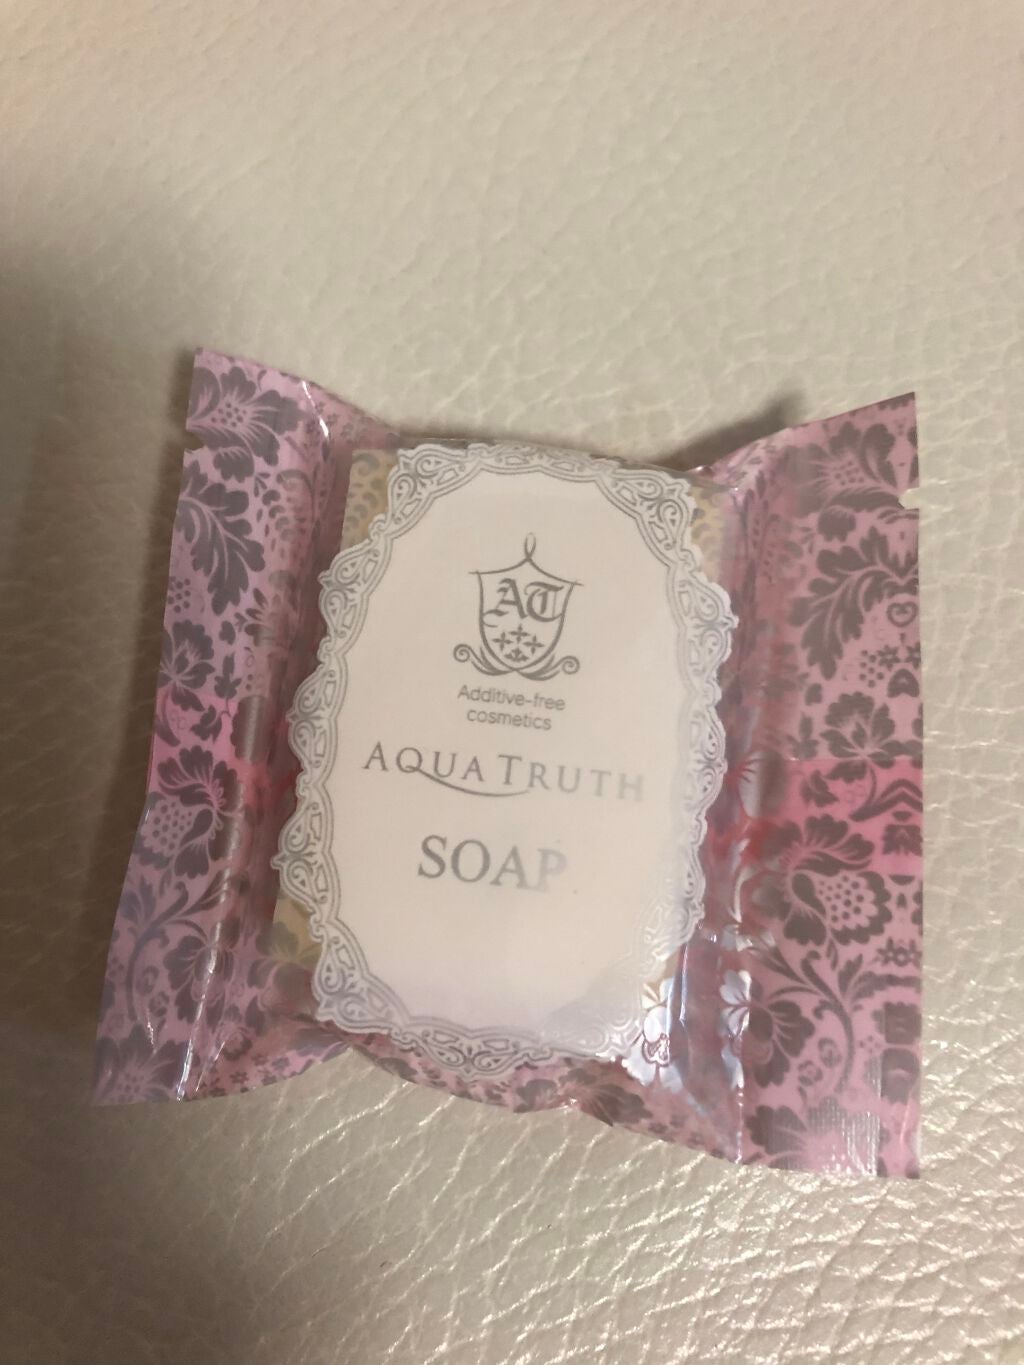 AT
Additive-free
cosmetics
AQUA TRUTH
SOAP